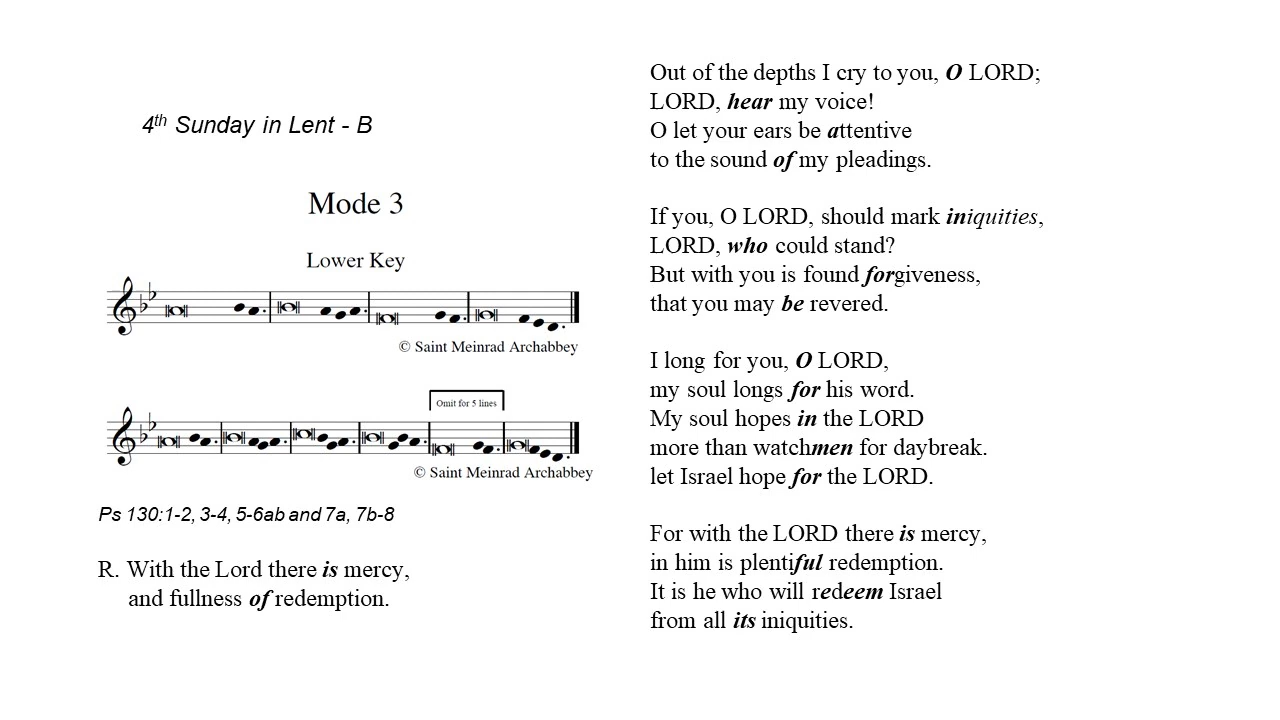 4th Sunday in Lent - B
Mode 3
Lower Key
© Saint Meinrad Archabbey
Omit for 5 lines
© Saint Meinrad Archabbey
Ps 130:1-2, 3-4, 5-6ab and 7a, 7b-8
R. With the Lord there is mercy,
and fullness of redemption.
Out of the depths I cry to you, O LORD;
LORD, hear my voice!
O let your ears be attentive
to the sound of my pleadings.
If you, O LORD, should mark iniquities,
LORD, who could stand?
But with you is found forgiveness,
that you may be revered.
I long for you, O LORD,
my soul longs for his word.
My soul hopes in the LORD
more than watchmen for daybreak.
let Israel hope for the LORD.
For with the LORD there is mercy,
in him is plentiful redemption.
It is he who will redeem Israel
from all its iniquities.